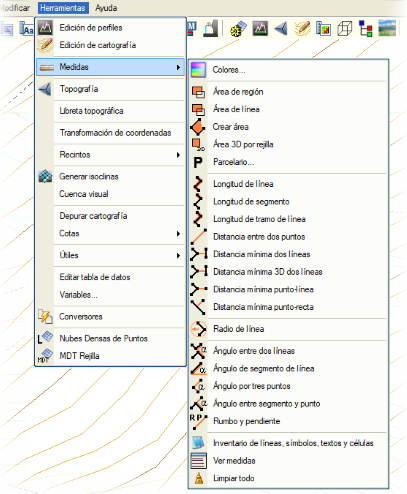 Modificar Herramientas Ayuda
Edición de perfiles
Edición de cartografía
Medidas
Topografía
Libreta topográfica
Transformación de coordenadas
Recintos
Generar isoclinas
Cuenca visual
Depurar cartografía
Cotas
Útiles
Editar tabla de datos
Variables...
Conversores
Nubes Densas de Puntos
MDT Rejilla
Colores...
Área de región
Área de línea
Crear área
Área 3D por rejilla
Parcelario...
Longitud de línea
Longitud de segmento
Longitud de tramo de línea
Distancia entre dos puntos
Distancia mínima dos líneas
Distancia mínima 3D dos líneas
Distancia mínima punto-línea
Distancia mínima punto-recta
Radio de línea
Ángulo entre dos líneas
Ángulo de segmento de línea
Ángulo por tres puntos
Ángulo entre segmento y punto
Rumbo y pendiente
Inventario de líneas, símbolos, textos y células
Ver medidas
Limpiar todo